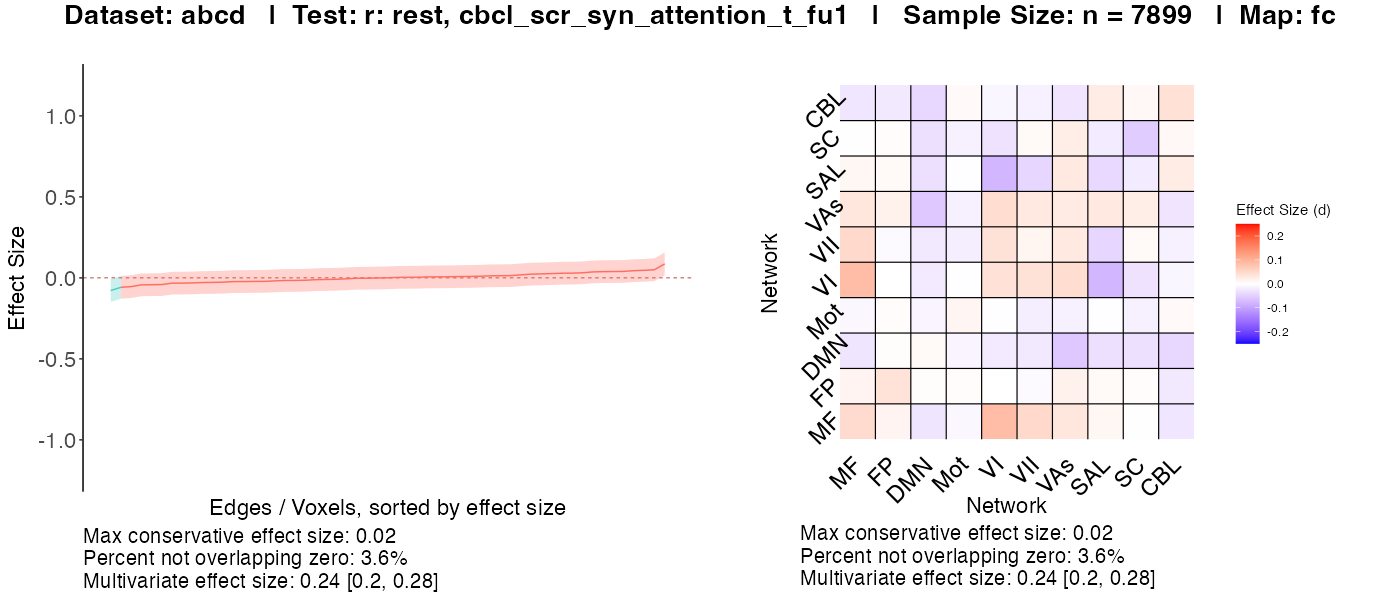 Dataset: abcd | Test: r: rest, cbcl_scr_syn_attention_t_fu1 | Sample Size: n = 7899 | Map: fc
Effect Size
1.0
0.5
0.0
-0.5
-1.0
Edges / Voxels, sorted by effect size
Max conservative effect size: 0.02
Percent not overlapping zero: 3.6%
Multivariate effect size: 0.24 [0.2, 0.28]
Network
CBL
SC
SAL
VAs
VII
VI
Mot
DMN
FP
MF
MF FP DMN Mot VI VII VAs SAL SC CBL
Network
Max conservative effect size: 0.02
Percent not overlapping zero: 3.6%
Multivariate effect size: 0.24 [0.2, 0.28]
Effect Size (d)
0.2
0.1
0.0
-0.1
-0.2